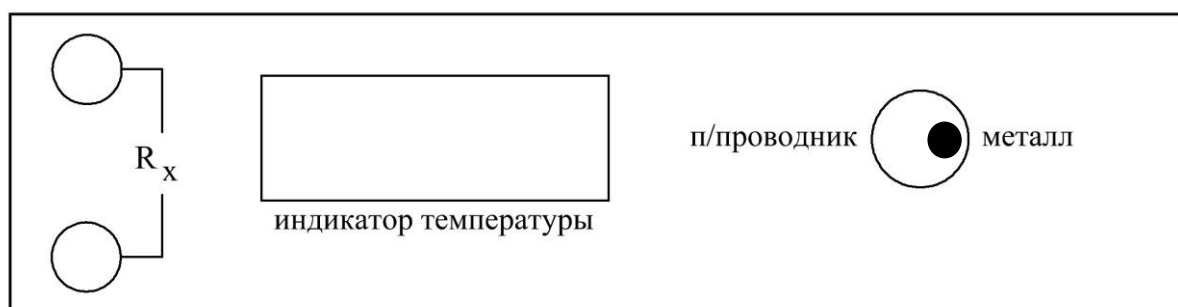 п/проводник металл
R x
индикатор температуры